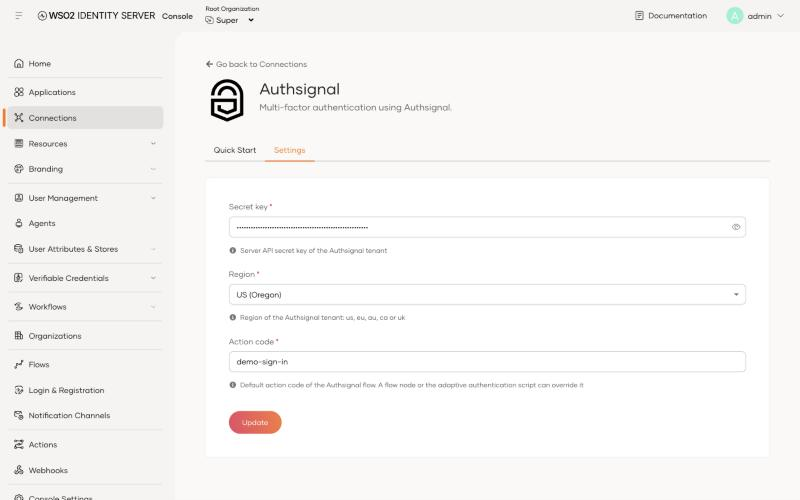 WSO2 IDENTITY SERVER Console
Root Organization
Super
Documentation
A
admin
Home
Applications
Connections
Resources
Branding
User Management
Agents
User Attributes & Stores
Verifiable Credentials
Workflows
Organizations
Flows
Login & Registration
Notification Channels
Actions
Webhooks
Console Settings
Go back to Connections
Authsignal
Multi-factor authentication using Authsignal.
Quick Start
Settings
Secret key *
Server API secret key of the Authsignal tenant
Region *
US (Oregon)
Region of the Authsignal tenant: us, eu, au, ca or uk
Action code *
demo-sign-in
Default action code of the Authsignal flow. A flow node or the adaptive authentication script can override it
Update